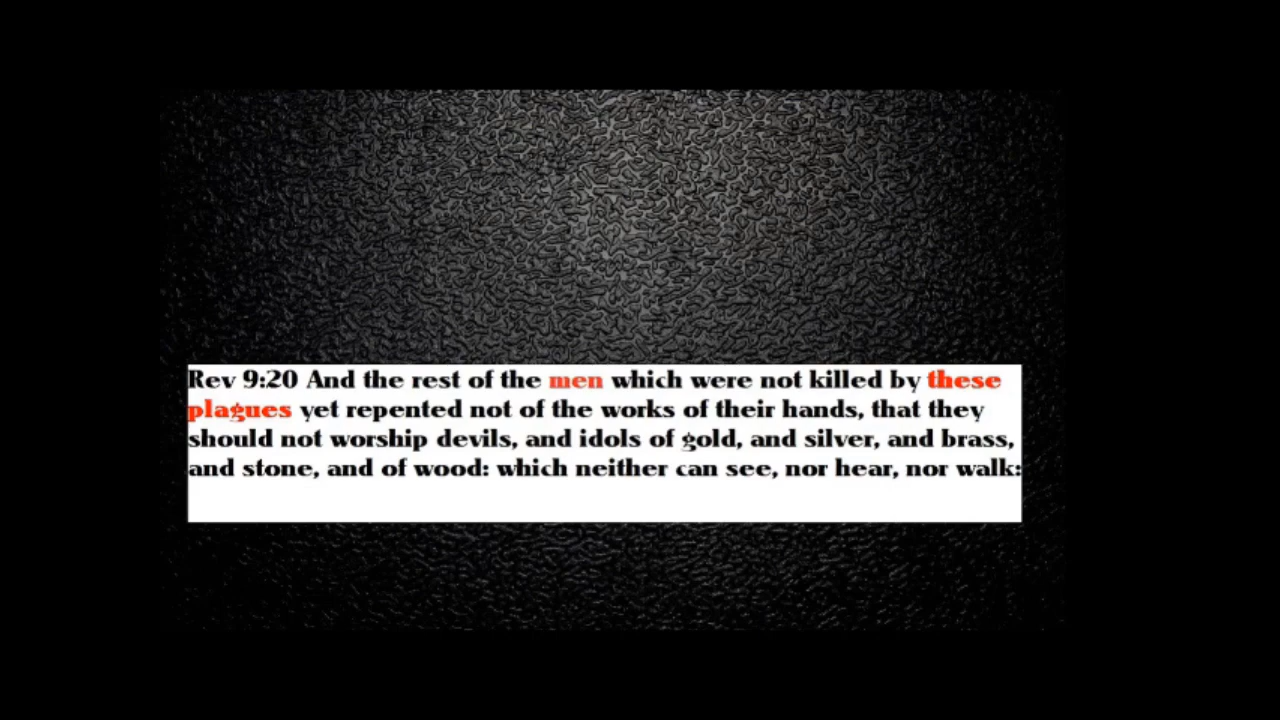 Rev 9:20 And the rest of the men which were not killed by these
plagues yet repented not of the works of their hands, that they
should not worship devils, and idols of gold, and silver, and brass,
and stone, and of wood: which neither can see, nor hear, nor walk: